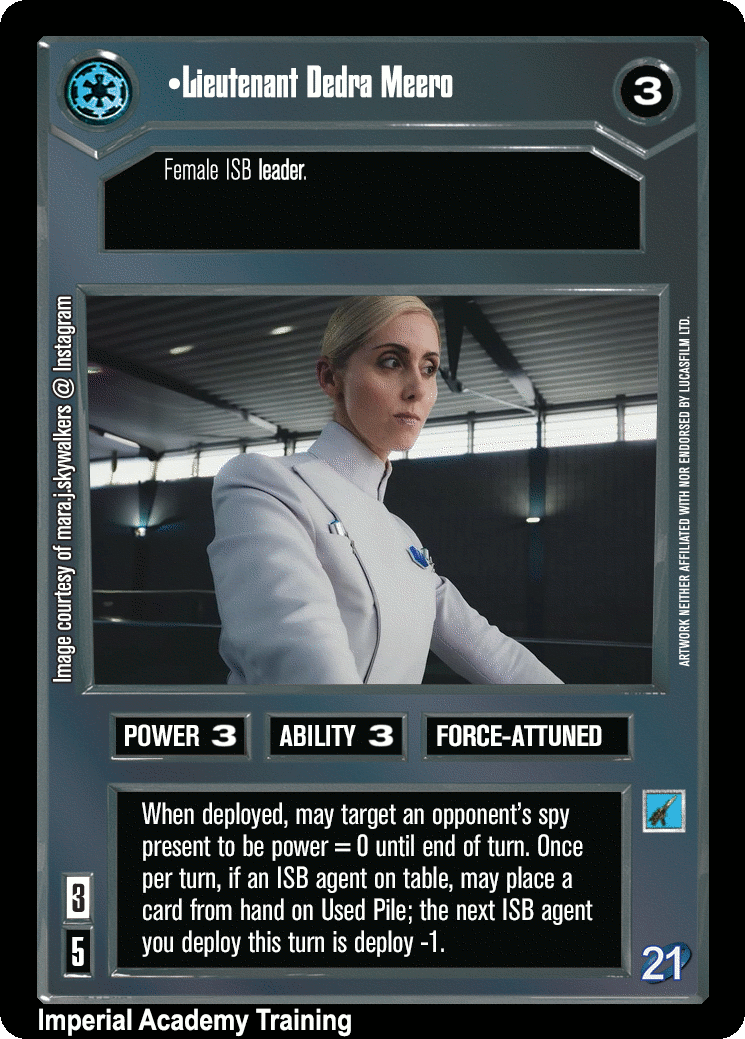 •Lieutenant Dedra Meero
3
Female ISB leader.
Image courtesy of mara.j.skywalkers @ Instagram
ARTWORK NEITHER AFFILIATED WITH NOR ENDORSED BY LUCASFILM LTD.
POWER 3
ABILITY 3
FORCE-ATTUNED
When deployed, may target an opponent's spy
present to be power = 0 until end of turn. Once
per turn, if an ISB agent on table, may place a
card from hand on Used Pile; the next ISB agent
you deploy this turn is deploy -1.
3
5
21
Imperial Academy Training